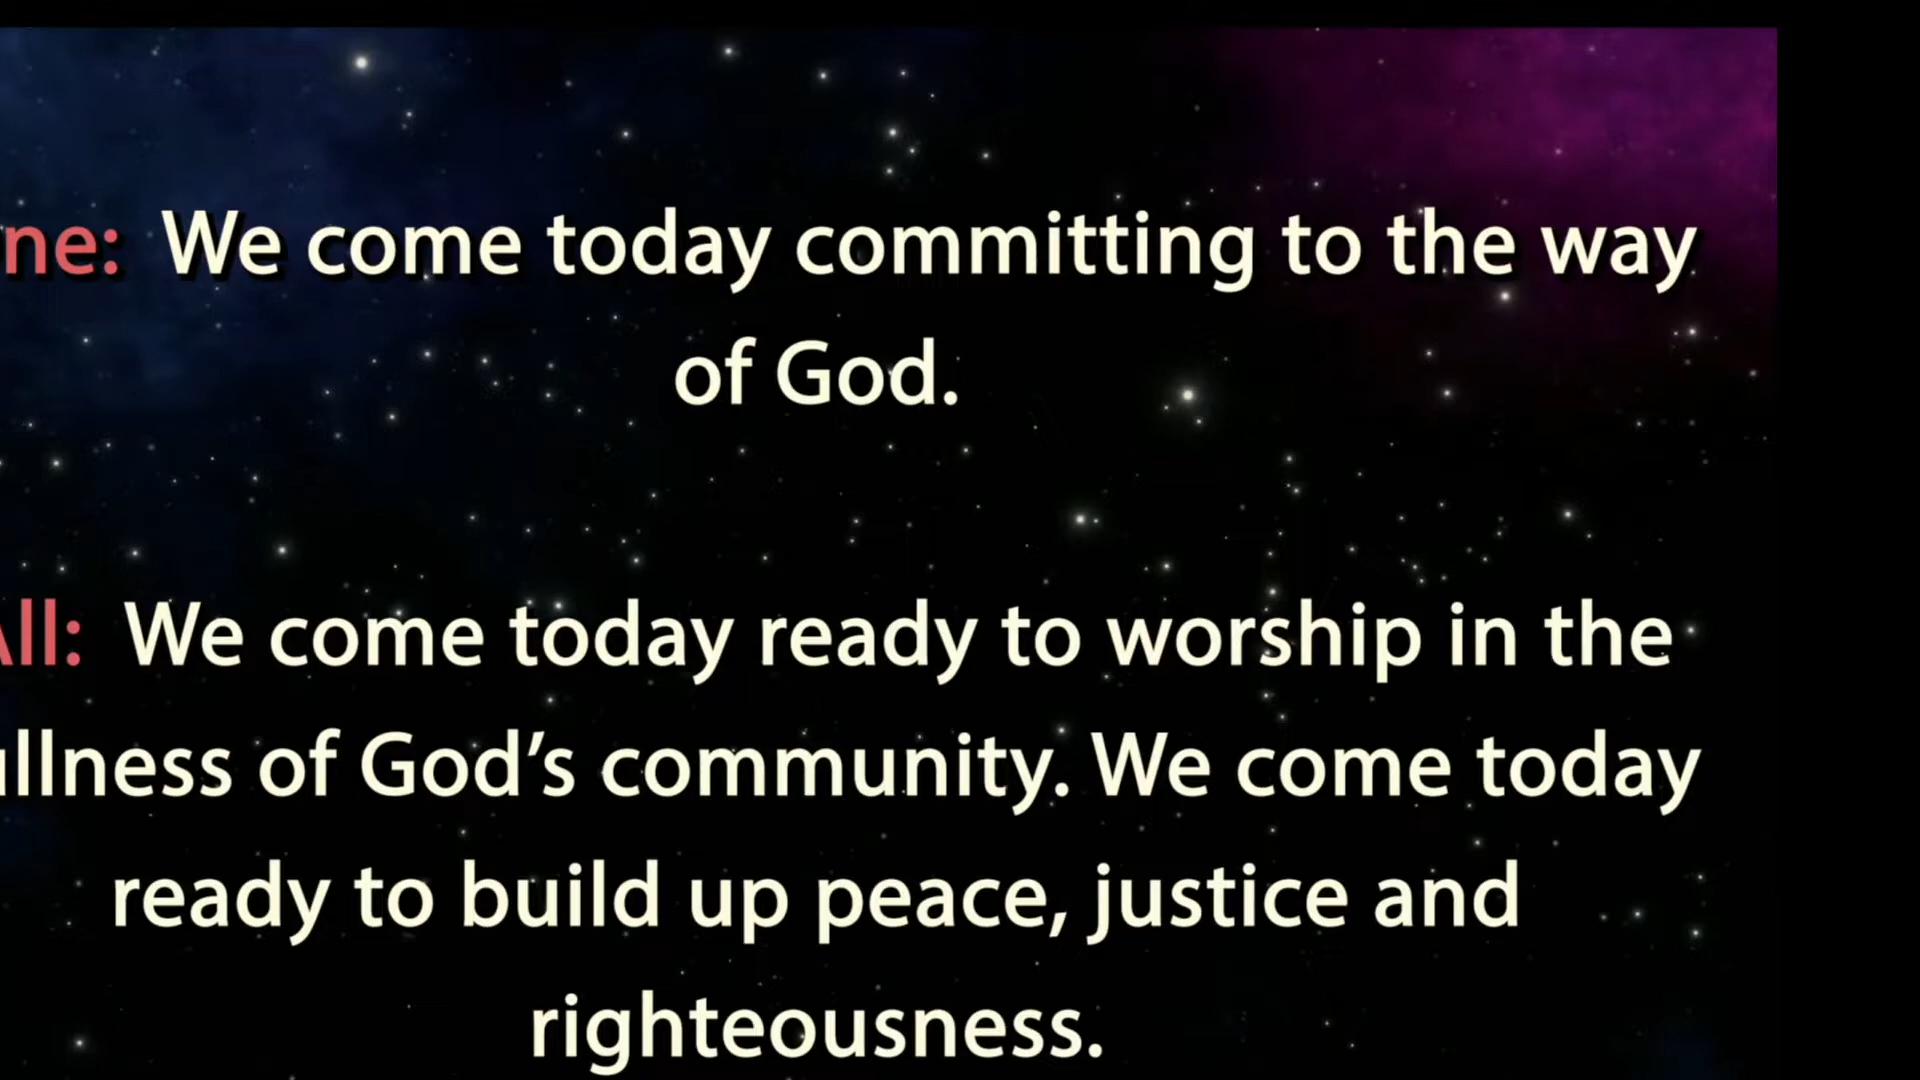 ne: We come today committing to the way
of God.
All: We come today ready to worship in the
ullness of God’s community. We come today
ready to build up peace, justice and
righteousness.